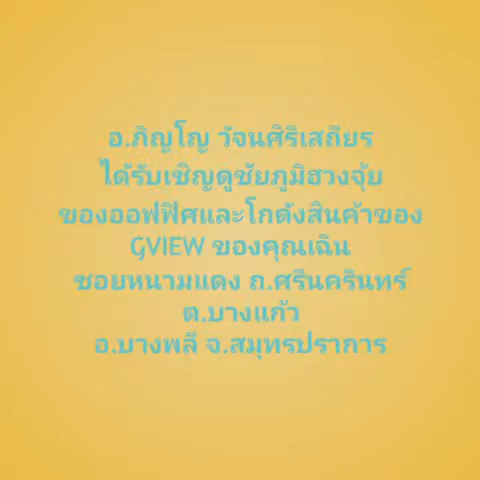 อ.ภิญโญ วัจนศิริเสถียร
ได้รับเชิญดูชัยภูมิฮวงจุ้ย
ของออฟฟิศและโกดังสินค้าของ
GVIEW ของคุณเฉิน
ซอยหนามแดง ถ.ศรีนครินทร์
ต.บางแก้ว
อ.บางพลี จ.สมุทรปราการ